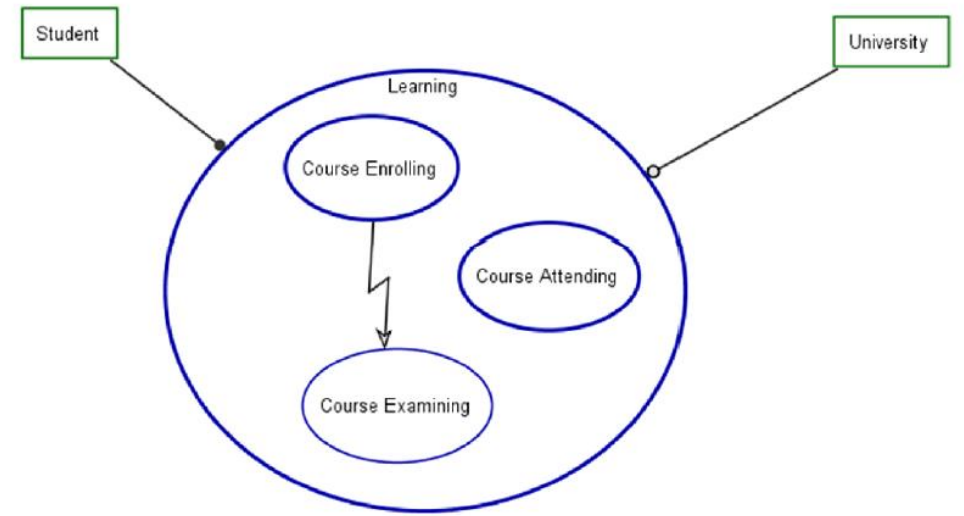 Student
University
Learning
Course Enrolling
Course Attending
Course Examining